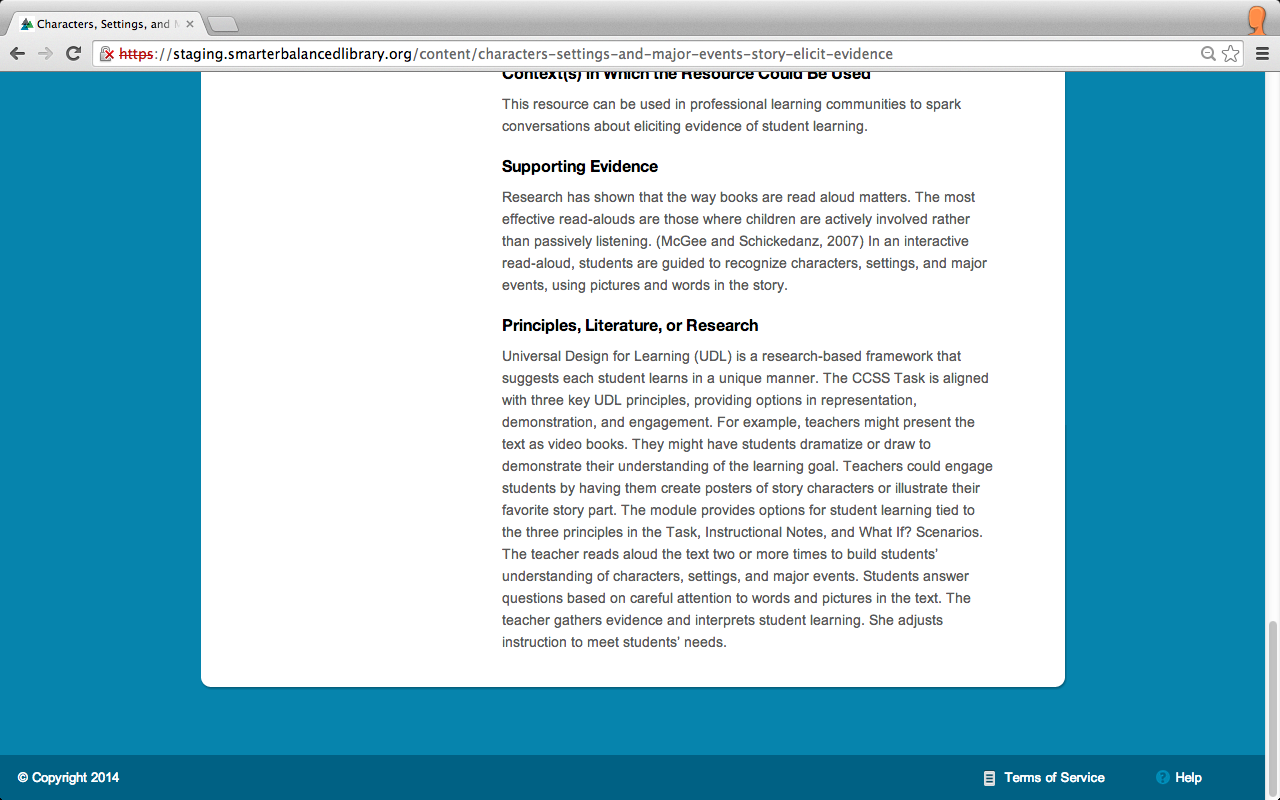 Characters, Settings, and M
https://staging.smarterbalancedlibrary.org/content/characters-settings-and-major-events-story-elicit-evidence
Context(s) in Which the Resource Could Be Used
This resource can be used in professional learning communities to spark
conversations about eliciting evidence of student learning.
Supporting Evidence
Research has shown that the way books are read aloud matters. The most
effective read-alouds are those where children are actively involved rather
than passively listening. (McGee and Schickedanz, 2007) In an interactive
read-aloud, students are guided to recognize characters, settings, and major
events, using pictures and words in the story.
Principles, Literature, or Research
Universal Design for Learning (UDL) is a research-based framework that
suggests each student learns in a unique manner. The CCSS Task is aligned
with three key UDL principles, providing options in representation,
demonstration, and engagement. For example, teachers might present the
text as video books. They might have students dramatize or draw to
demonstrate their understanding of the learning goal. Teachers could engage
students by having them create posters of story characters or illustrate their
favorite story part. The module provides options for student learning tied to
the three principles in the Task, Instructional Notes, and What If? Scenarios.
The teacher reads aloud the text two or more times to build students'
understanding of characters, settings, and major events. Students answer
questions based on careful attention to words and pictures in the text. The
teacher gathers evidence and interprets student learning. She adjusts
instruction to meet students' needs.
© Copyright 2014
Terms of Service
? Help